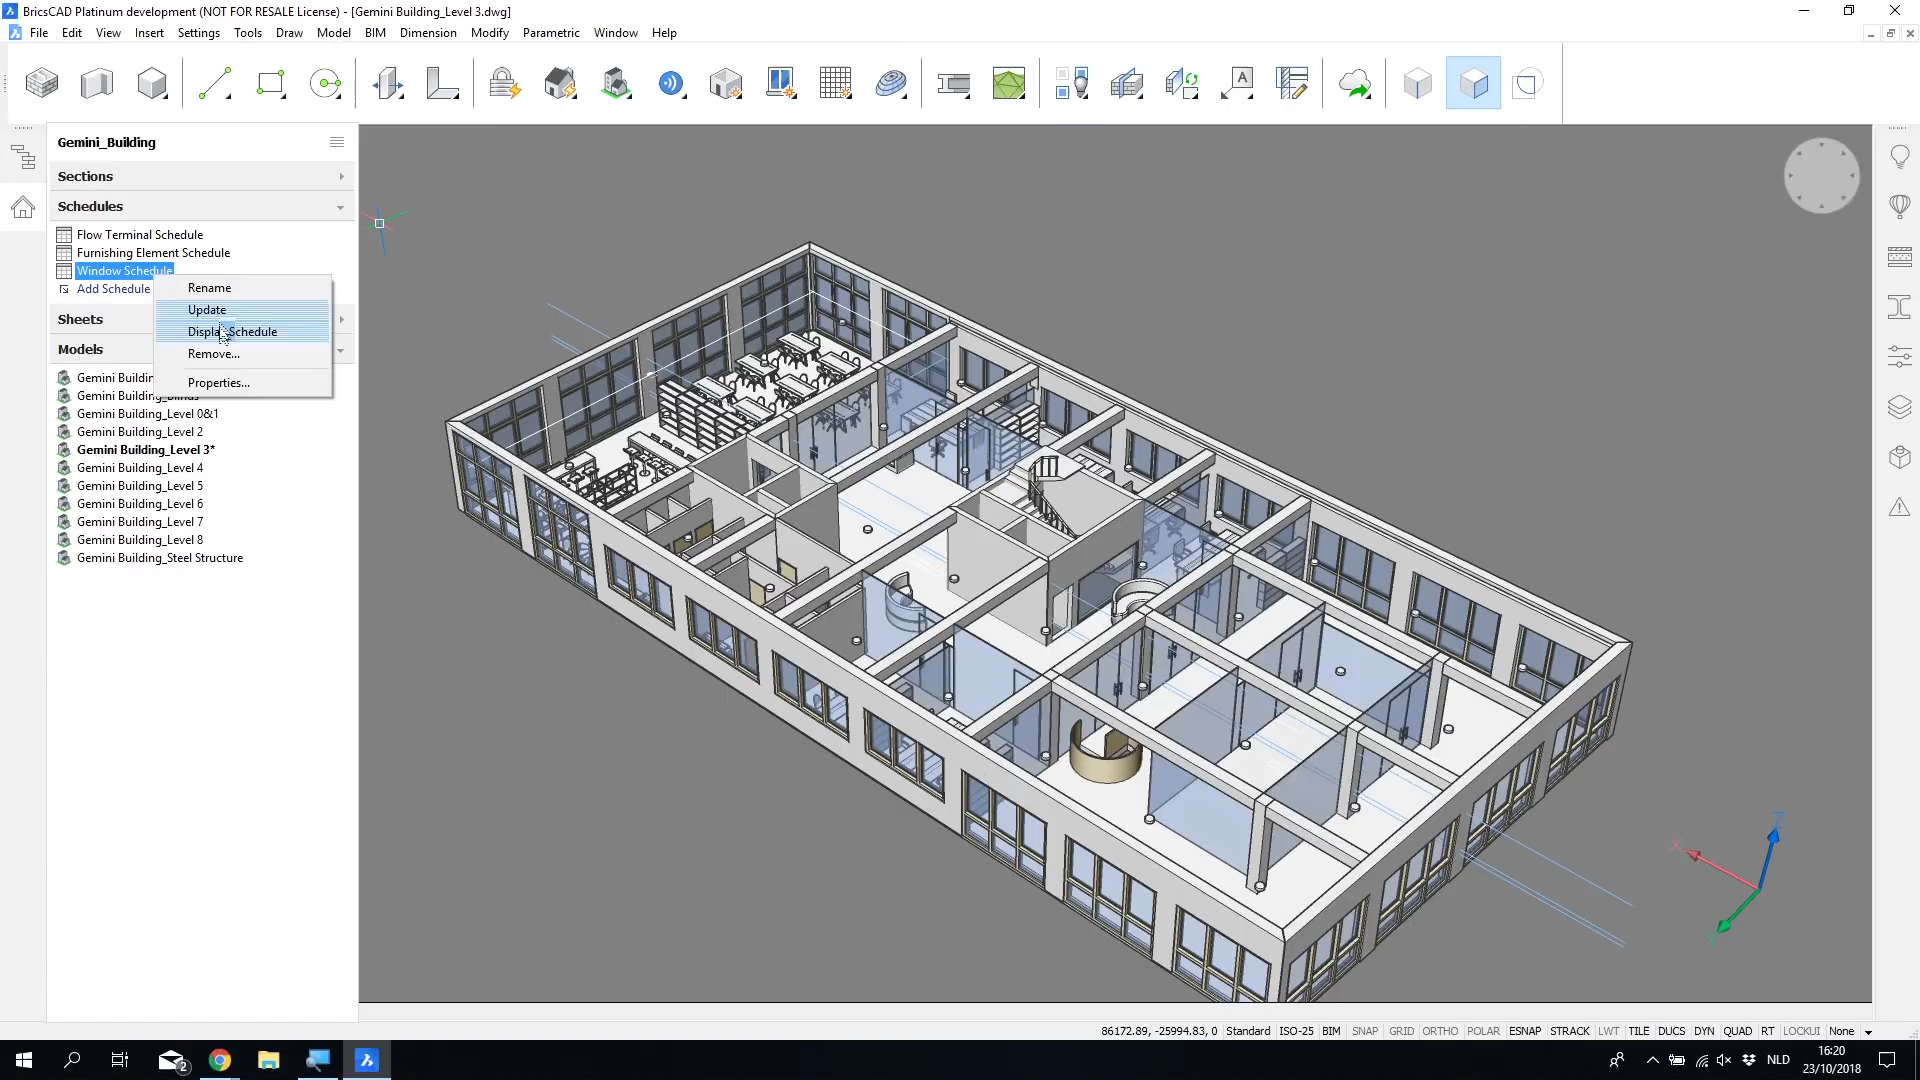 BricsCAD Platinum development (NOT FOR RESALE License) - [Gemini Building_Level 3.dwg]
File Edit View Insert Settings Tools Draw Model BIM Dimension Modify Parametric Window Help
A
Gemini_Building
Sections
Schedules
Flow Terminal Schedule
Furnishing Element Schedule
Window Schedule
Add Schedule
Rename
Update
Display Schedule
Remove...
Properties...
Sheets
Models
Gemini Buildin
Gemini Building_Blinds
Gemini Building_Level 0&1
Gemini Building_Level 2
Gemini Building_Level 3*
Gemini Building_Level 4
Gemini Building_Level 5
Gemini Building_Level 6
Gemini Building_Level 7
Gemini Building_Level 8
Gemini Building_Steel Structure
Z
X
Y
86172.89, -25994.83, 0 Standard ISO-25 BIM SNAP GRID ORTHO POLAR ESNAP STRACK LWT TILE DUCS DYN QUAD RT LOCKUI None
2
NLD
16:20
23/10/2018